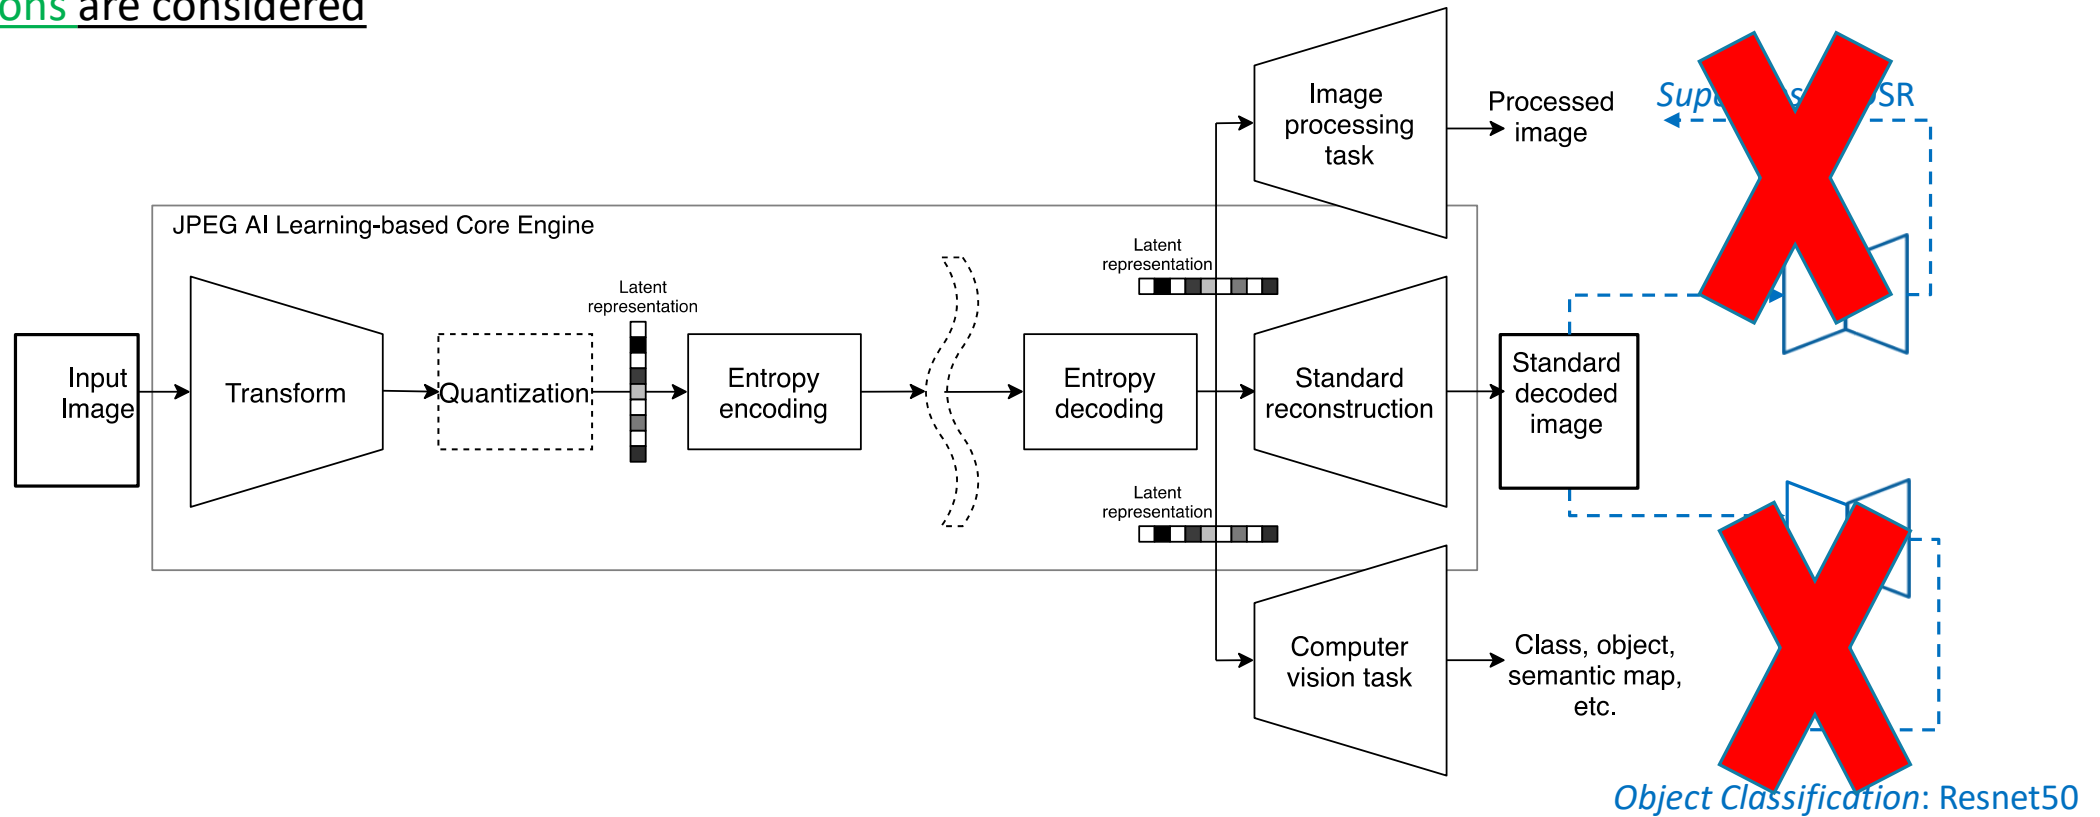 ons are considered
Image
processing
task
Processed
image
SR
JPEG AI Learning-based Core Engine
Latent
representation
Latent
representation
Input
Image
Transform
Quantization
Entropy
encoding
Entropy
decoding
Standard
reconstruction
Standard
decoded
image
Latent
representation
Computer
vision task
Class, object,
semantic map,
etc.
Object Classification: Resnet50